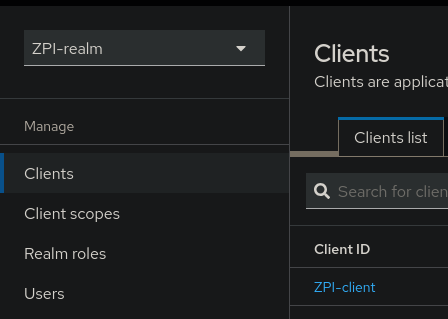 ZPI-realm
Manage
Clients
Client scopes
Realm roles
Users
Clients
Clients are applicat
Clients list
Search for clien
Client ID
ZPI-client